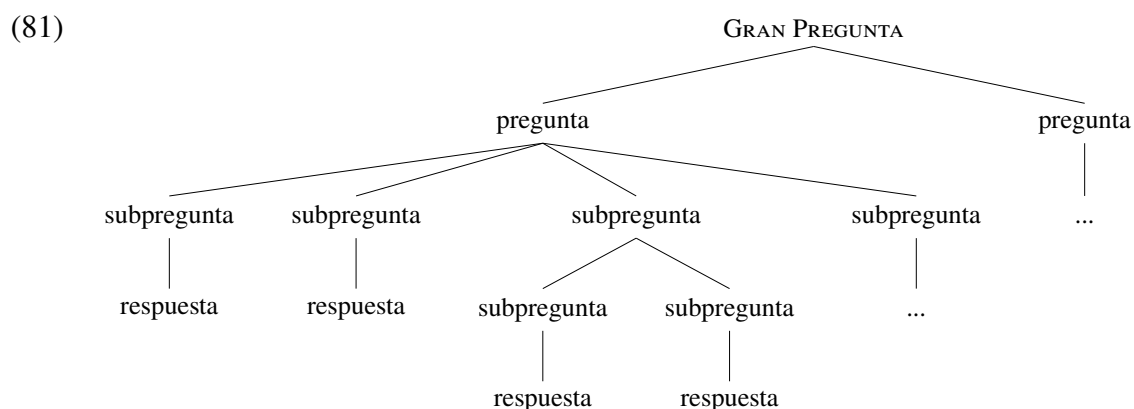 (81) GRAN PREGUNTA
pregunta pregunta
subpregunta subpregunta subpregunta subpregunta ...
respuesta respuesta subpregunta subpregunta ...
respuesta respuesta